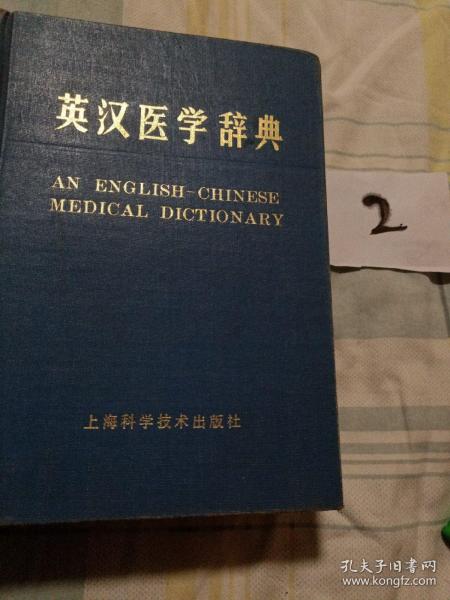 英汉医学辞典
AN ENGLISH-CHINESE
MEDICAL DICTIONARY
2
上海科学技术出版社
孔夫子旧书网
www.kongfz.com